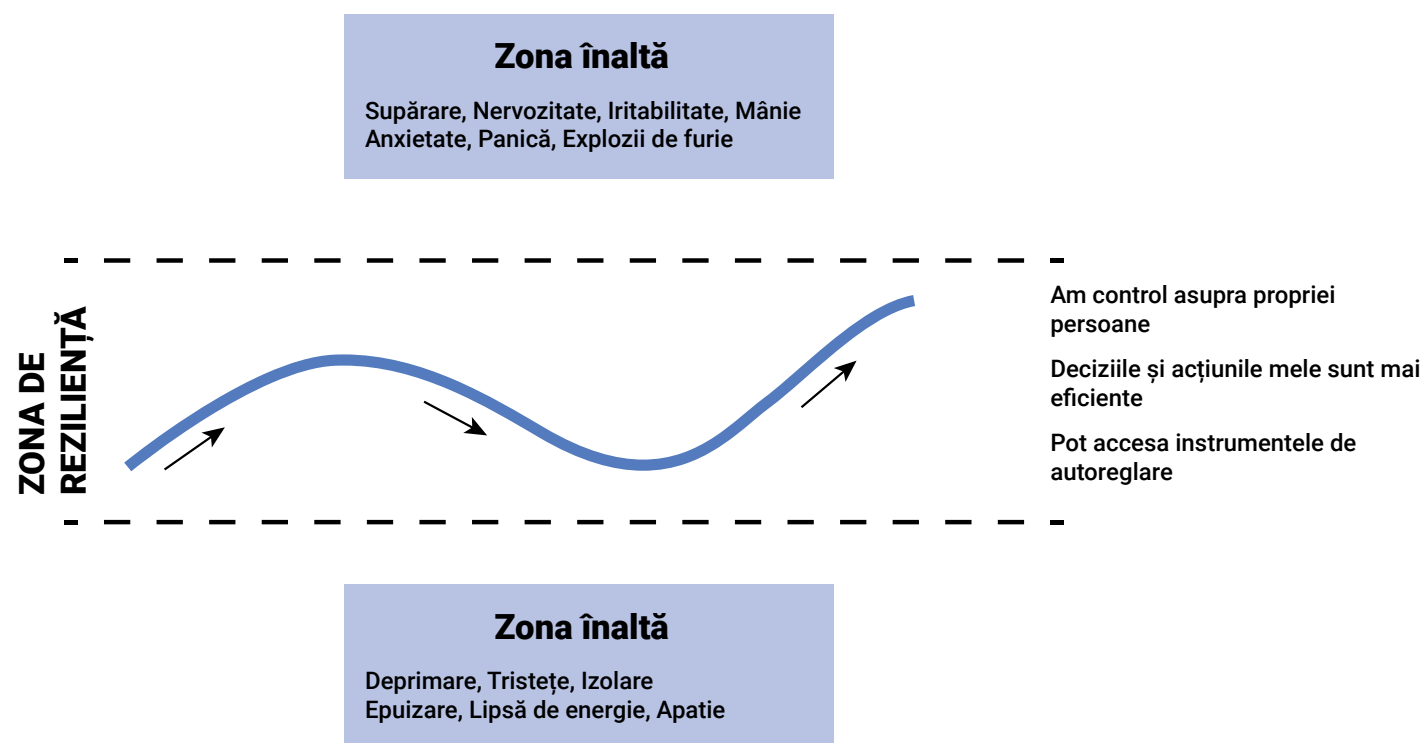 Zona înaltă
Supărare, Nervozitate, Iritabilitate, Mânie
Anxietate, Panică, Explozii de furie
ZONA DE
REZILIENȚĂ
Am control asupra propriei
persoane
Deciziile și acțiunile mele sunt mai
eficiente
Pot accesa instrumentele de
autoreglare
Zona înaltă
Deprimare, Tristețe, Izolare
Epuizare, Lipsă de energie, Apatie